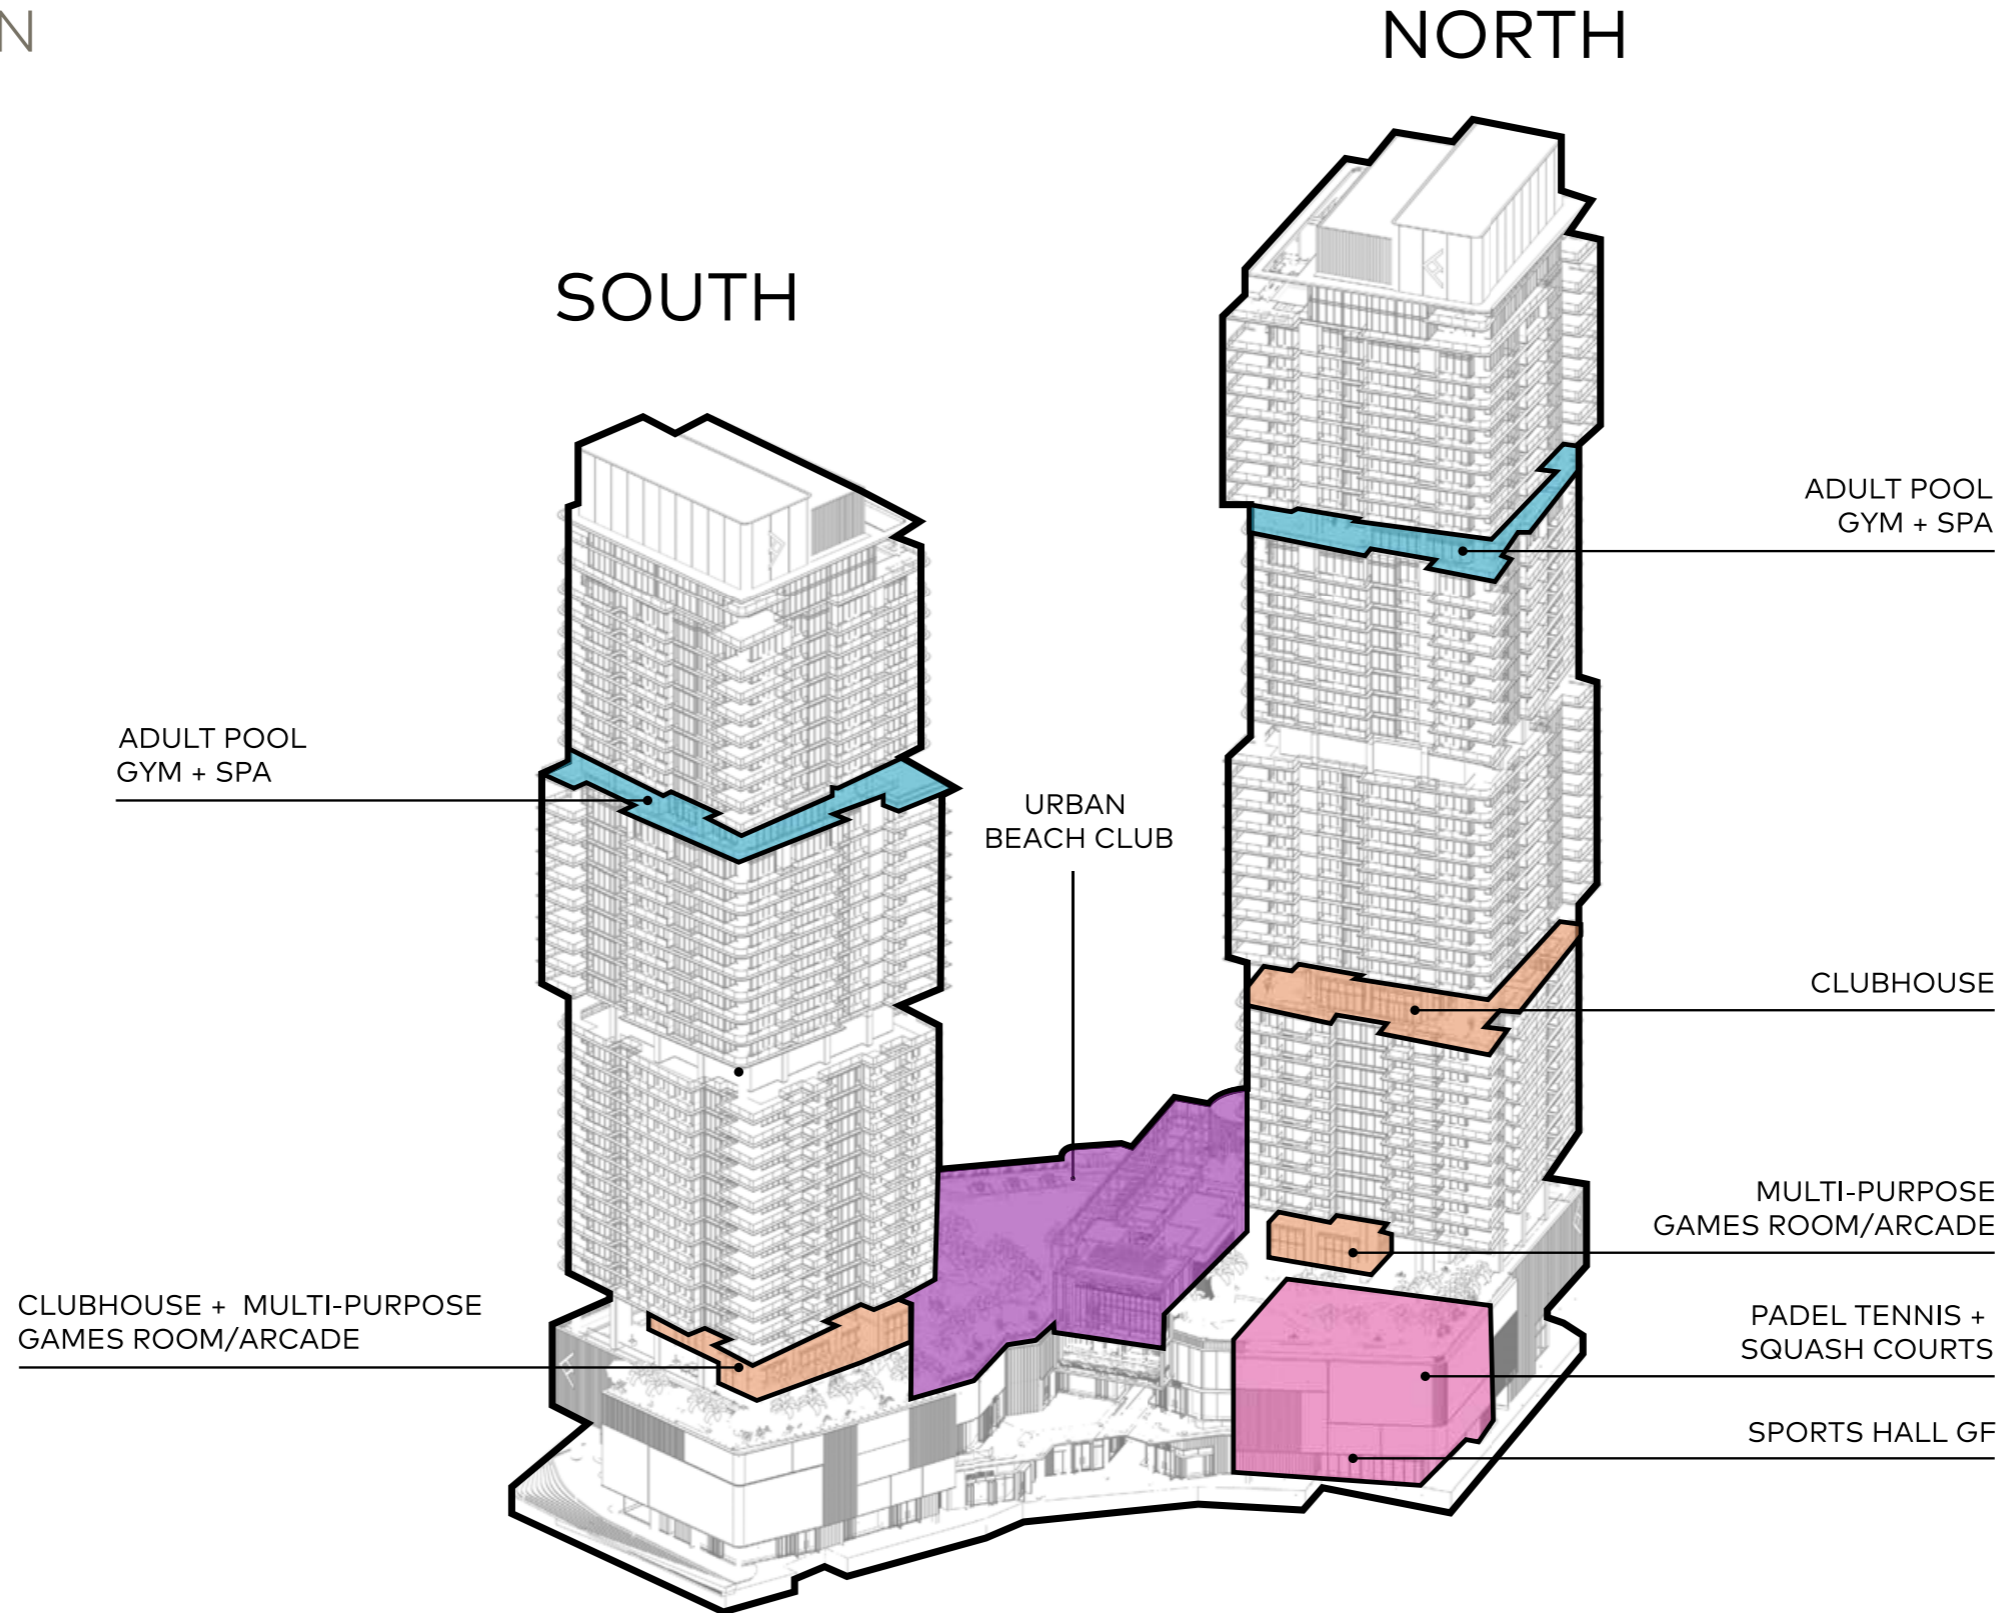 N
NORTH
SOUTH
ADULT POOL
GYM + SPA
ADULT POOL
GYM + SPA
URBAN
BEACH CLUB
CLUBHOUSE
MULTI-PURPOSE
GAMES ROOM/ARCADE
CLUBHOUSE + MULTI-PURPOSE
GAMES ROOM/ARCADE
PADEL TENNIS +
SQUASH COURTS
SPORTS HALL GF